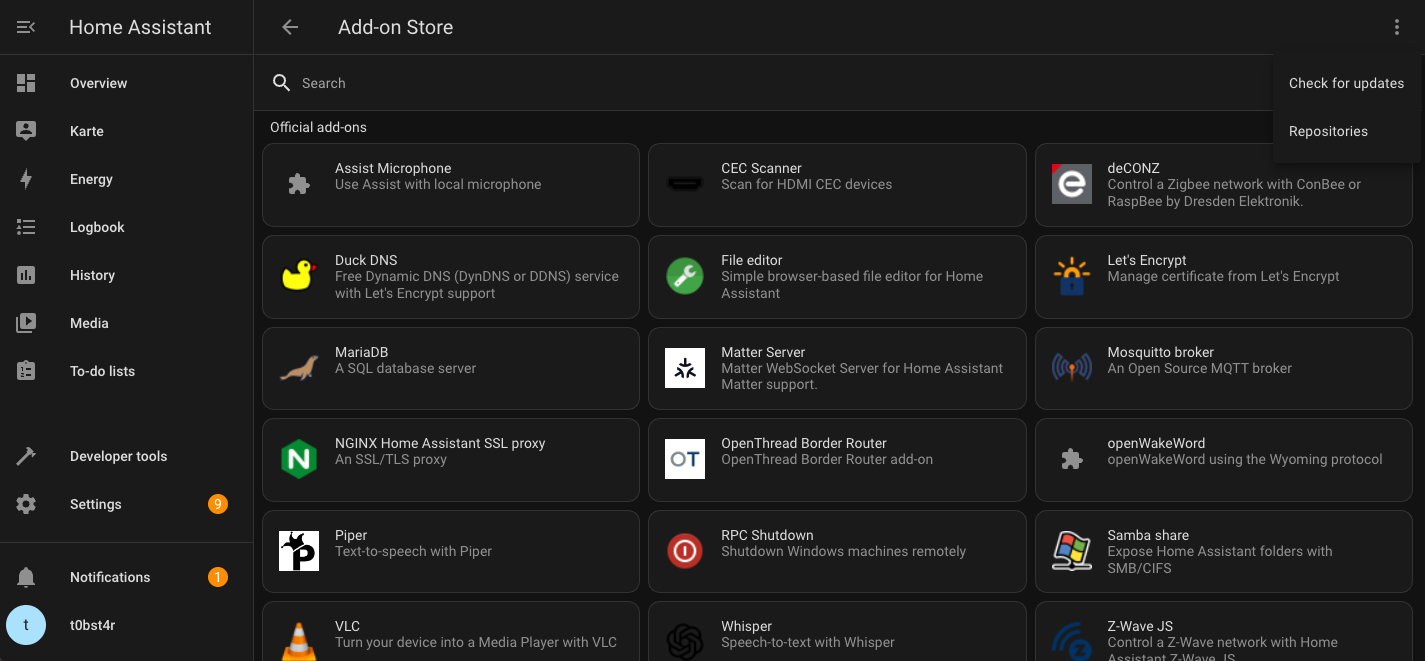 Home Assistant
Add-on Store
Overview
Karte
Energy
Logbook
History
Media
To-do lists
Developer tools
Settings
9
Notifications
1
t
t0bst4r
Search
Check for updates
Repositories
Official add-ons
Assist Microphone
Use Assist with local microphone
CEC Scanner
Scan for HDMI CEC devices
e
deCONZ
Control a Zigbee network with ConBee or
RaspBee by Dresden Elektronik.
Duck DNS
Free Dynamic DNS (DynDNS or DDNS) service
with Let's Encrypt support
File editor
Simple browser-based file editor for Home
Assistant
Let's Encrypt
Manage certificate from Let's Encrypt
MariaDB
A SQL database server
Matter Server
Matter WebSocket Server for Home Assistant
Matter support.
Mosquitto broker
An Open Source MQTT broker
N
NGINX Home Assistant SSL proxy
An SSL/TLS proxy
OT
OpenThread Border Router
OpenThread Border Router add-on
openWakeWord
openWakeWord using the Wyoming protocol
P
Piper
Text-to-speech with Piper
RPC Shutdown
Shutdown Windows machines remotely
Samba share
Expose Home Assistant folders with
SMB/CIFS
VLC
Turn your device into a Media Player with VLC
Whisper
Speech-to-text with Whisper
Z
Z-Wave JS
Control a Z-Wave network with Home
Assistant Z-Wave JS.